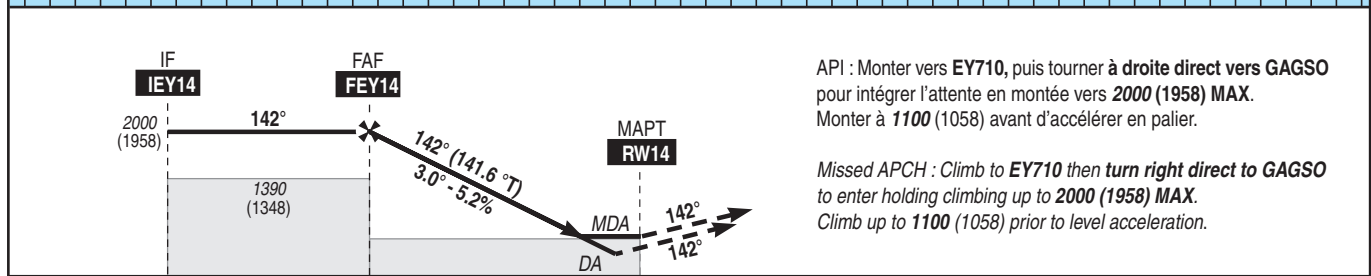 IF
IEY14
FAF
FEY14
2000
(1958)
142°
142° (141.6 °T)
3.0° - 5.2%
MAPT
RW14
1390
(1348)
MDA
DA
142°
142°
API : Monter vers EY710, puis tourner à droite direct vers GAGSO
pour intégrer l'attente en montée vers 2000 (1958) MAX.
Monter à 1100 (1058) avant d'accélérer en palier.
Missed APCH : Climb to EY710 then turn right direct to GAGSO
to enter holding climbing up to 2000 (1958) MAX.
Climb up to 1100 (1058) prior to level acceleration.